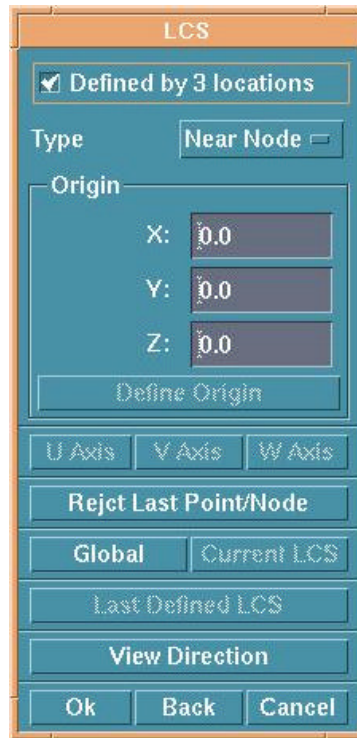 LCS
Defined by 3 locations
Type Near Node
Origin
X: 0.0
Y: 0.0
Z: 0.0
Define Origin
U Axis V Axis W Axis
Rejct Last Point/Node
Global Current LCS
Last Defined LCS
View Direction
Ok Back Cancel